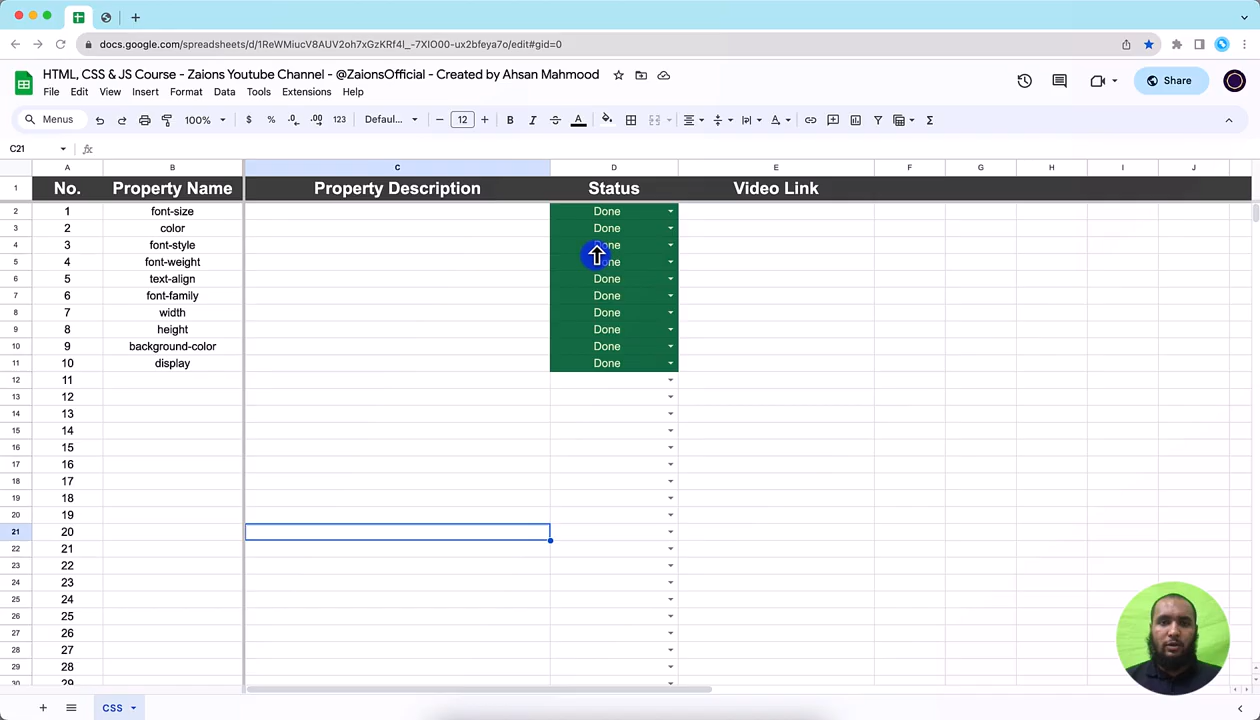 docs.google.com/spreadsheets/d/1ReWMiucV8AUV2oh7xGzKRf4l_-7XIO00-ux2bfeya7o/edit#gid=0
HTML, CSS & JS Course - Zaions Youtube Channel - @ZaionsOfficial - Created by Ahsan Mahmood
File Edit View Insert Format Data Tools Extensions Help
Share
Menus 100% $ % .0 .00 123 Defaul... − 12 + B I
C21 fx
A B C D E F G H I J
1 No. Property Name Property Description Status Video Link
2 1 font-size Done
3 2 color Done
4 3 font-style Done
5 4 font-weight Done
6 5 text-align Done
7 6 font-family Done
8 7 width Done
9 8 height Done
10 9 background-color Done
11 10 display Done
12 11
13 12
14 13
15 14
16 15
17 16
18 17
19 18
20 19
21 20
22 21
23 22
24 23
25 24
26 25
27 26
28 27
29 28
30 29
CSS